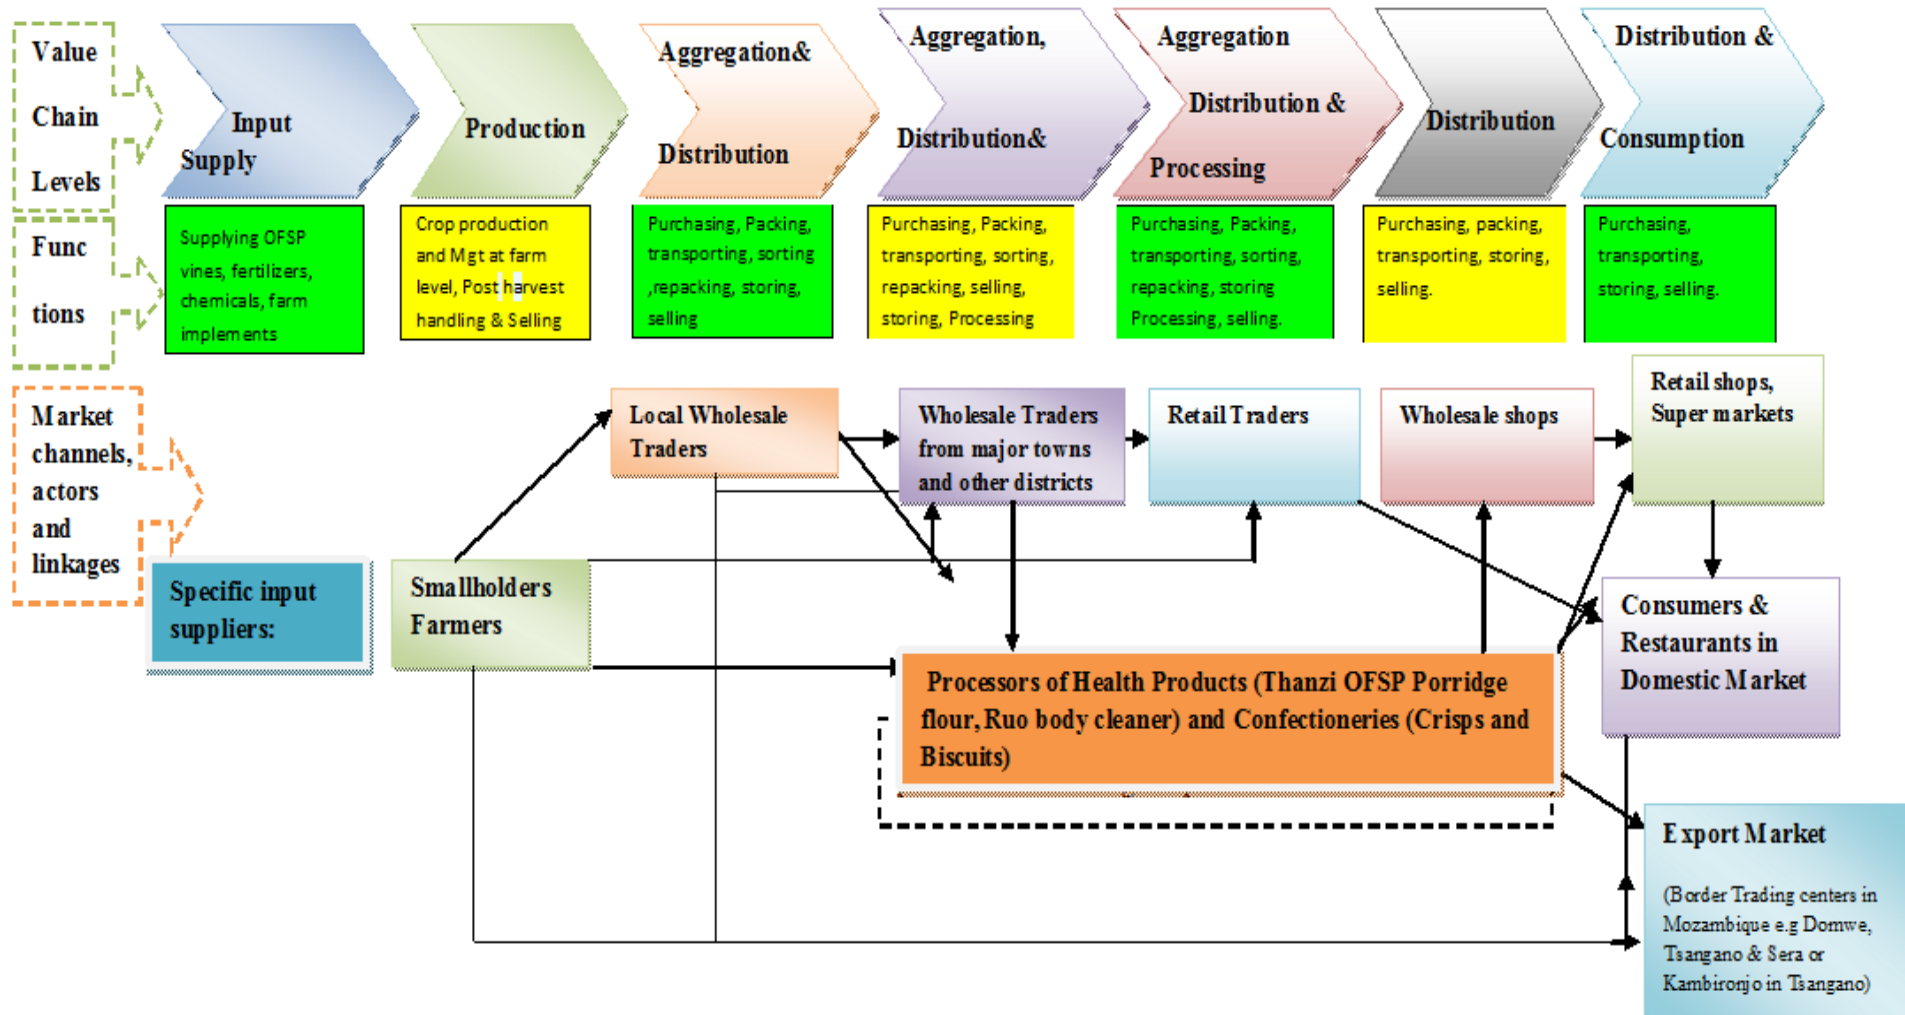 Value
Chain
Levels
Input
Supply
Production
Aggregation&
Distribution
Aggregation,
Distribution&
Aggregation
Distribution &
Processing
Distribution
Distribution &
Consumption
Func
tions
Supplying OFSP
vines, fertilizers,
chemicals, farm
implements
Crop production
and Mgt at farm
level, Post harvest
handling & Selling
Purchasing, Packing,
transporting, sorting
,repacking, storing,
selling
Purchasing, Packing,
transporting, sorting,
repacking, selling,
storing, Processing
Purchasing, Packing,
transporting, sorting,
repacking, storing
Processing, selling.
Purchasing, packing,
transporting, storing,
selling.
Purchasing,
transporting,
storing, selling.
Market
channels,
actors
and
linkages
Specific input
suppliers:
Smallholders
Farmers
Local Wholesale
Traders
Wholesale Traders
from major towns
and other districts
Retail Traders
Wholesale shops
Retail shops,
Super markets
Consumers &
Restaurants in
Domestic Market
Processors of Health Products (Thanzi OFSP Porridge
flour, Ruo body cleaner) and Confectioneries (Crisps and
Biscuits)
Export Market
(Border Trading centers in
Mozambique e.g Domwe,
Tsangano & Sera or
Kambironjo in Tsangano)